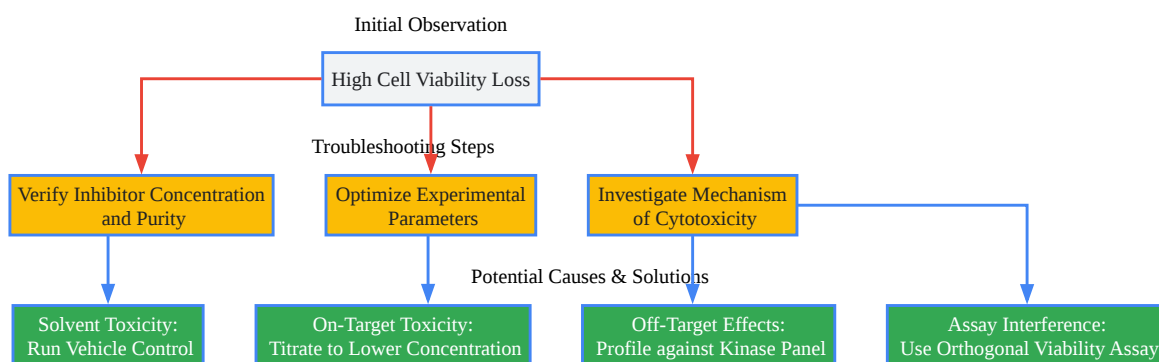 Initial Observation
High Cell Viability Loss
Troubleshooting Steps
Verify Inhibitor Concentration
and Purity
Optimize Experimental
Parameters
Investigate Mechanism
of Cytotoxicity
Potential Causes & Solutions
Solvent Toxicity:
Run Vehicle Control
On-Target Toxicity:
Titrate to Lower Concentration
Off-Target Effects:
Profile against Kinase Panel
Assay Interference:
Use Orthogonal Viability Assay